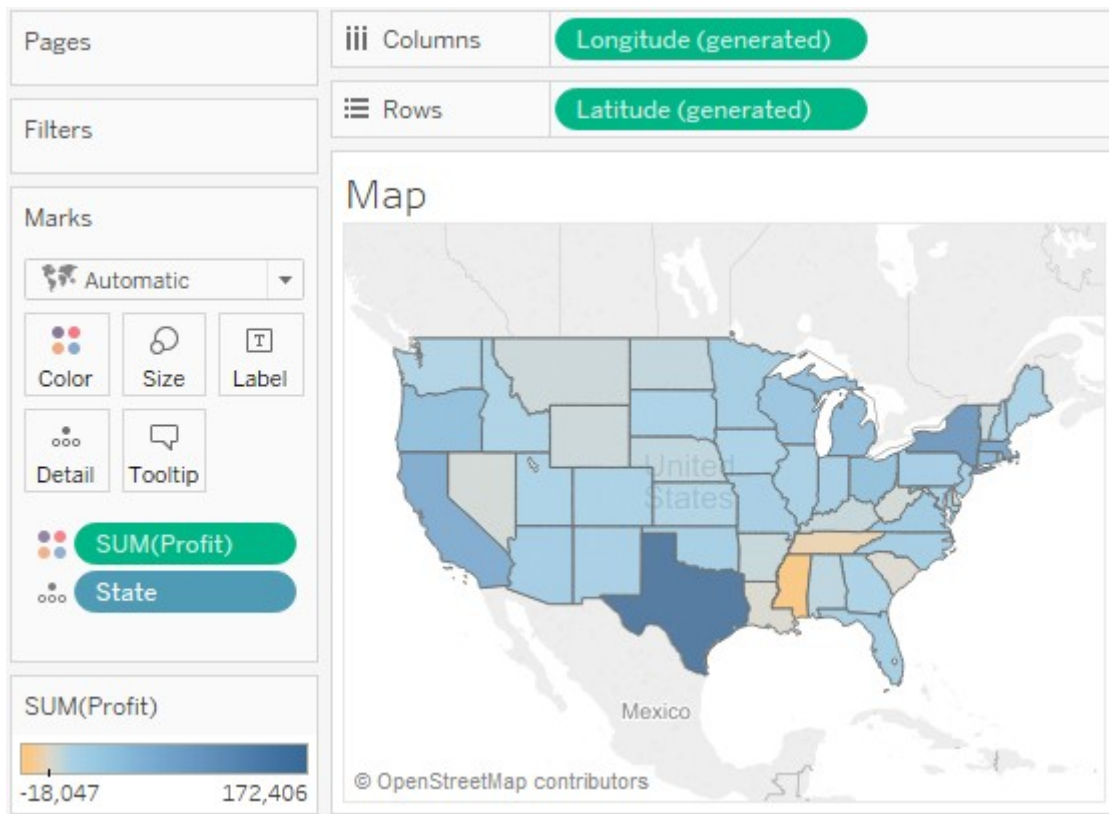 Pages
Filters
Marks
Automatic
Color
Size
T
Label
Detail
Tooltip
SUM(Profit)
State
SUM(Profit)
-18,047
172,406
Columns
Longitude (generated)
Rows
Latitude (generated)
Map
United
States
Mexico
© OpenStreetMap contributors